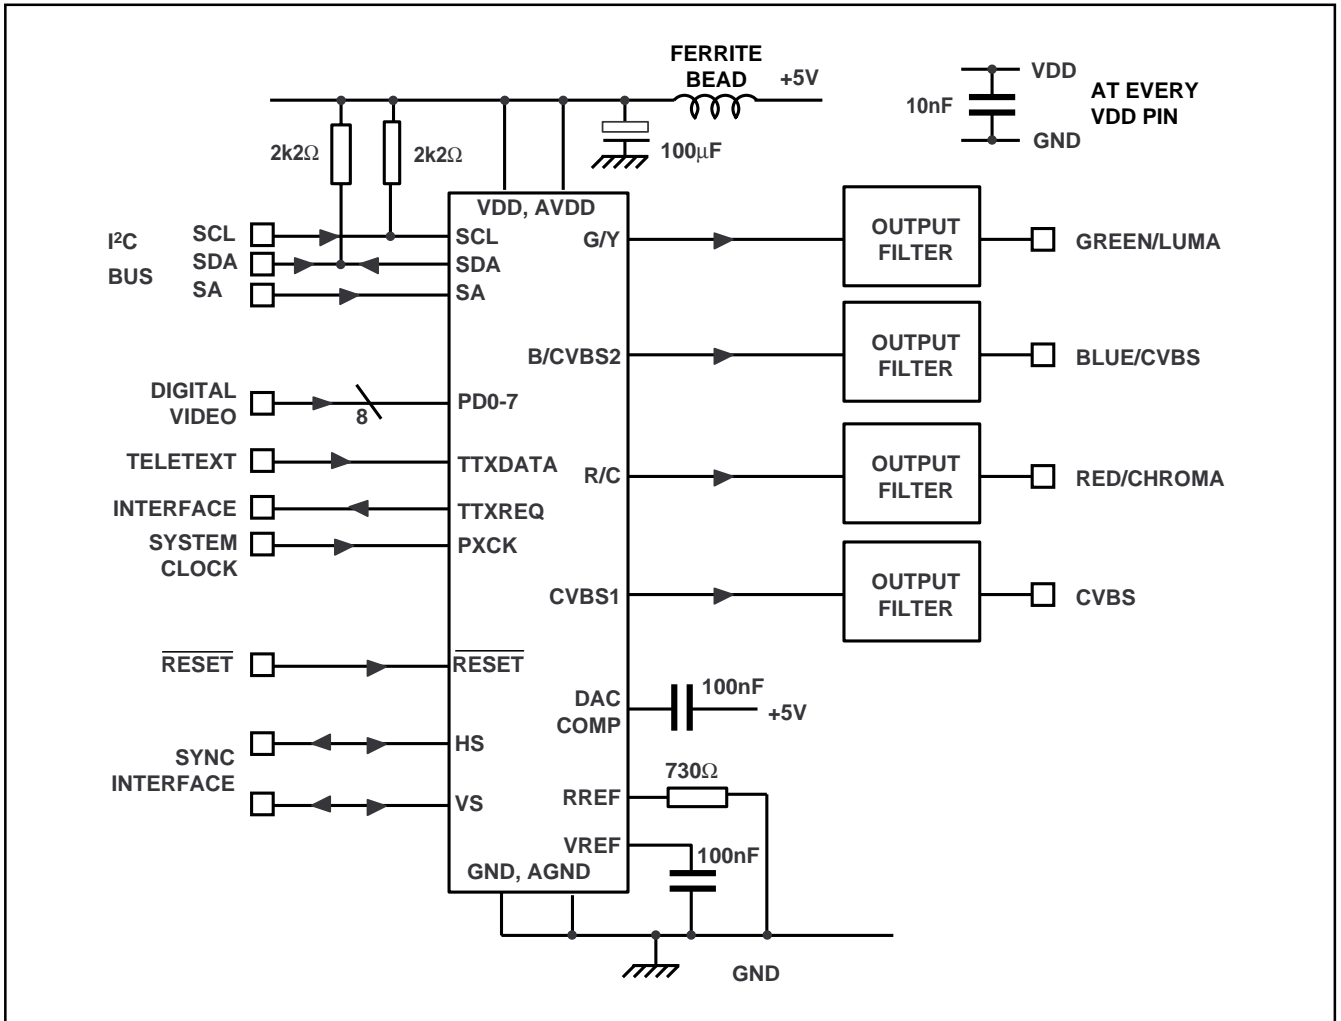 FERRITE
BEAD
+5V
VDD
10nF
AT EVERY
VDD PIN
GND
2k2Ω
2k2Ω
100μF
VDD, AVDD
I²C
BUS
SCL
SDA
SA
SCL
SDA
SA
G/Y
OUTPUT
FILTER
GREEN/LUMA
B/CVBS2
OUTPUT
FILTER
BLUE/CVBS
DIGITAL
VIDEO
8
PD0-7
TELETEXT
TTXDATA
R/C
OUTPUT
FILTER
RED/CHROMA
INTERFACE
TTXREQ
SYSTEM
CLOCK
PXCK
CVBS1
OUTPUT
FILTER
CVBS
RESET
RESET
DAC
COMP
100nF
+5V
SYNC
INTERFACE
HS
VS
730Ω
RREF
VREF
100nF
GND, AGND
GND